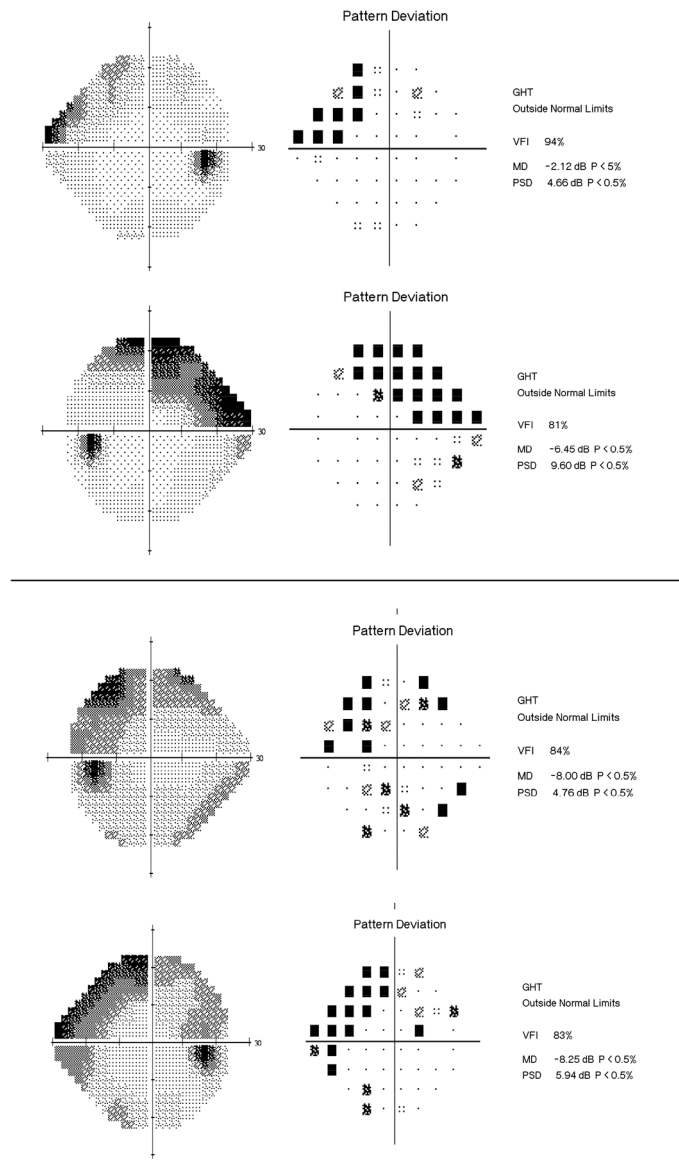 Pattern Deviation
30
GHT
Outside Normal Limits
VFI 94%
MD -2.12 dB P < 5%
PSD 4.66 dB P < 0.5%
Pattern Deviation
30
GHT
Outside Normal Limits
VFI 81%
MD -6.45 dB P < 0.5%
PSD 9.60 dB P < 0.5%
Pattern Deviation
30
GHT
Outside Normal Limits
VFI 84%
MD -8.00 dB P < 0.5%
PSD 4.76 dB P < 0.5%
Pattern Deviation
30
GHT
Outside Normal Limits
VFI 83%
MD -8.25 dB P < 0.5%
PSD 5.94 dB P < 0.5%